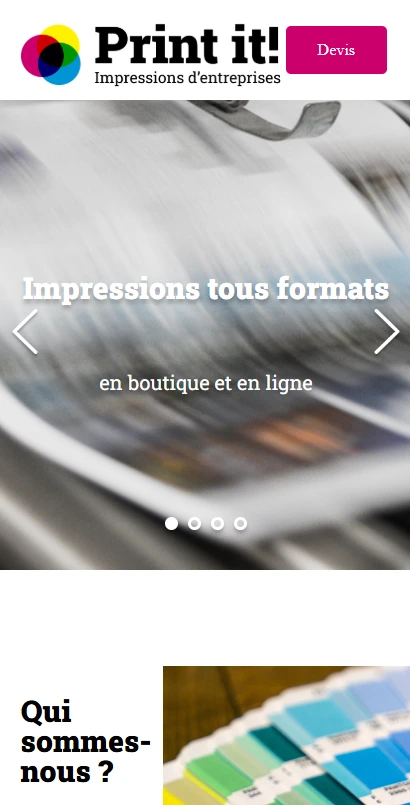 Print it!
Impressions d'entreprises
Devis
Impressions tous formats
en boutique et en ligne
Qui
sommes-
nous ?